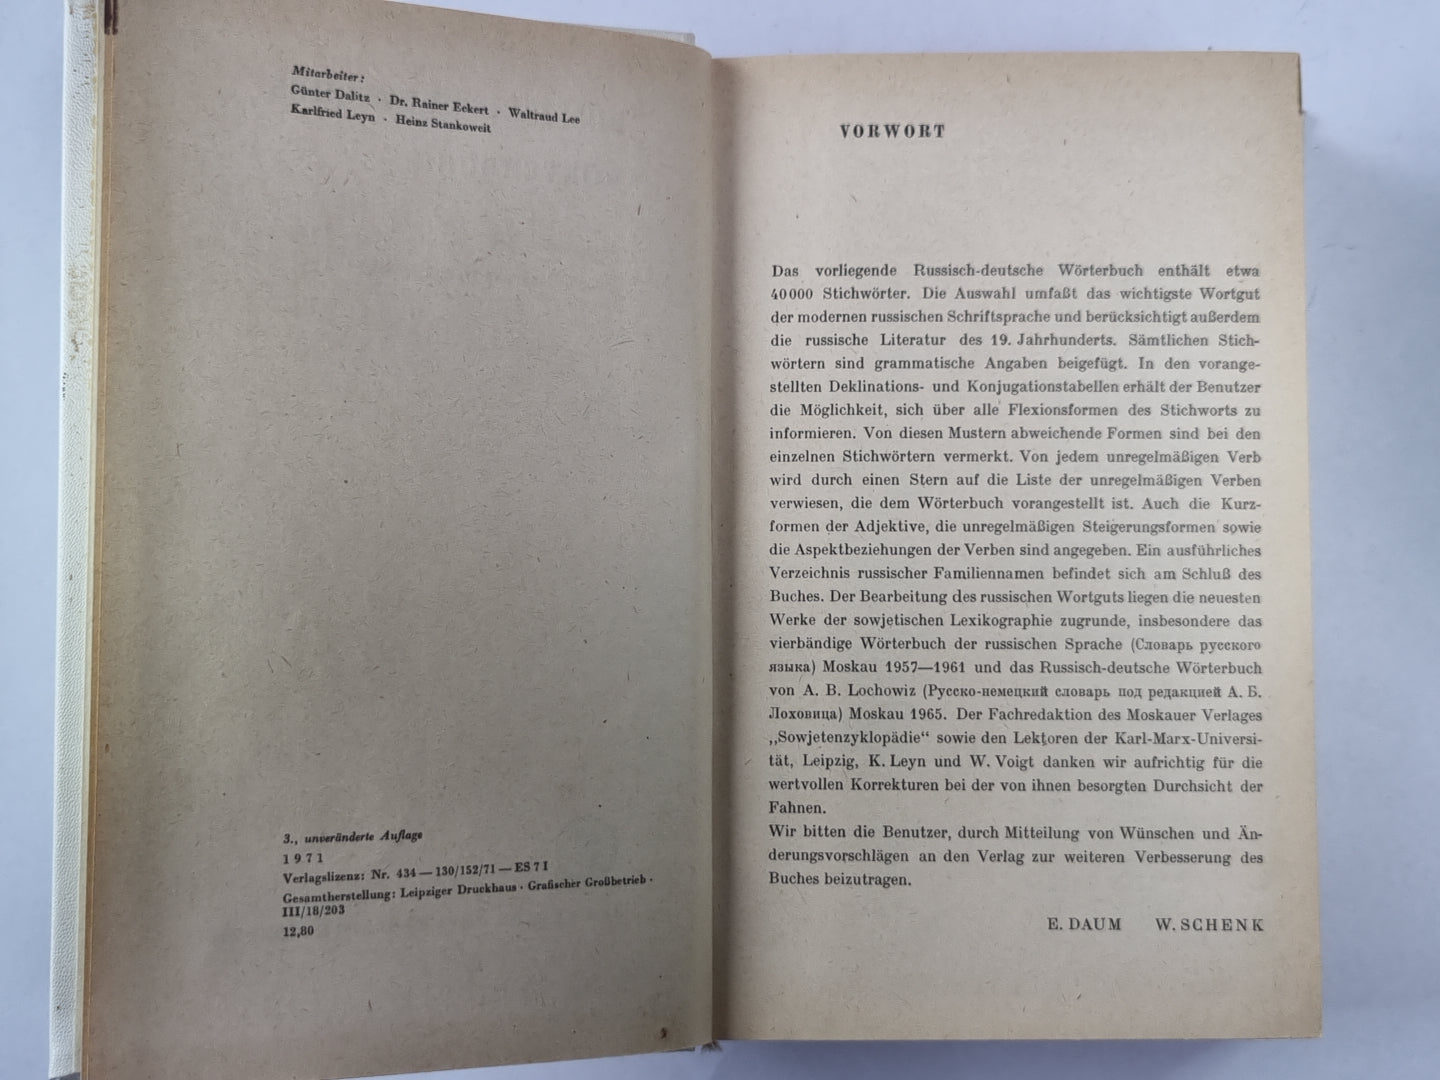 Mitarbeiter:
Günter Dalitz · Dr. Rainer Eckert · Waltraud Lee
Karlfried Leyn · Heinz Stankoweit
3., unveränderte Auflage
1971
Verlagslizenz: Nr. 434 — 130/152/71 — ES 7 I
Gesamtherstellung: Leipziger Druckhaus · Grafischer Großbetrieb ·
III/18/203
12,80
VORWORT
Das vorliegende Russisch-deutsche Wörterbuch enthält etwa
40000 Stichwörter. Die Auswahl umfaßt das wichtigste Wortgut
der modernen russischen Schriftsprache und berücksichtigt außerdem
die russische Literatur des 19. Jahrhunderts. Sämtlichen Stich-
wörtern sind grammatische Angaben beigefügt. In den vorange-
stellten Deklinations- und Konjugationstabellen erhält der Benutzer
die Möglichkeit, sich über alle Flexionsformen des Stichworts zu
informieren. Von diesen Mustern abweichende Formen sind bei den
einzelnen Stichwörtern vermerkt. Von jedem unregelmäßigen Verb
wird durch einen Stern auf die Liste der unregelmäßigen Verben
verwiesen, die dem Wörterbuch vorangestellt ist. Auch die Kurz-
formen der Adjektive, die unregelmäßigen Steigerungsformen sowie
die Aspektbeziehungen der Verben sind angegeben. Ein ausführliches
Verzeichnis russischer Familiennamen befindet sich am Schluß des
Buches. Der Bearbeitung des russischen Wortguts liegen die neuesten
Werke der sowjetischen Lexikographie zugrunde, insbesondere das
vierbändige Wörterbuch der russischen Sprache (Словарь русского
языка) Moskau 1957—1961 und das Russisch-deutsche Wörterbuch
von A. B. Lochowiz (Русско-немецкий словарь под редакцией А. Б.
Лоховица) Moskau 1965. Der Fachredaktion des Moskauer Verlages
„Sowjetenzyklopädie“ sowie den Lektoren der Karl-Marx-Universi-
tät, Leipzig, K. Leyn und W. Voigt danken wir aufrichtig für die
wertvollen Korrekturen bei der von ihnen besorgten Durchsicht der
Fahnen.
Wir bitten die Benutzer, durch Mitteilung von Wünschen und Än-
derungsvorschlägen an den Verlag zur weiteren Verbesserung des
Buches beizutragen.
E. DAUM W. SCHENK